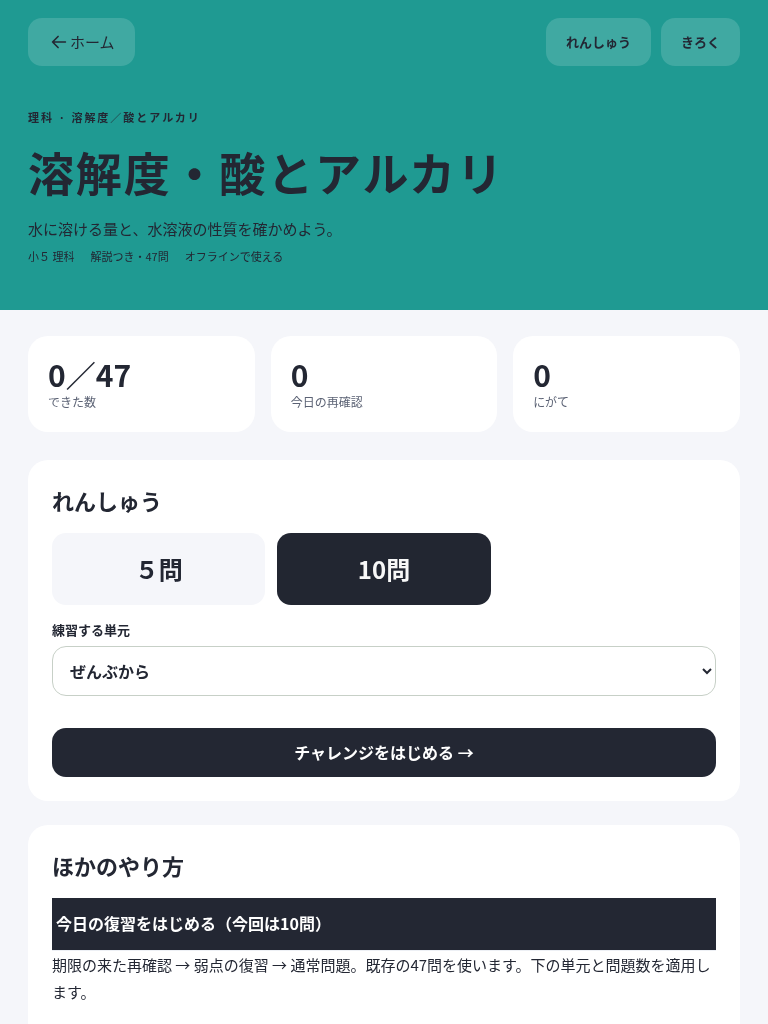 ← ホーム
れんしゅう
きろく
理科 · 溶解度／酸とアルカリ
溶解度・酸とアルカリ
水に溶ける量と、水溶液の性質を確かめよう。
小５ 理科 解説つき・47問 オフラインで使える
0／47
できた数
0
今日の再確認
0
にがて
れんしゅう
５問
10問
練習する単元
ぜんぶから
チャレンジをはじめる →
ほかのやり方
今日の復習をはじめる（今回は10問）
期限の来た再確認 → 弱点の復習 → 通常問題。既存の47問を使います。下の単元と問題数を適用し
ます。